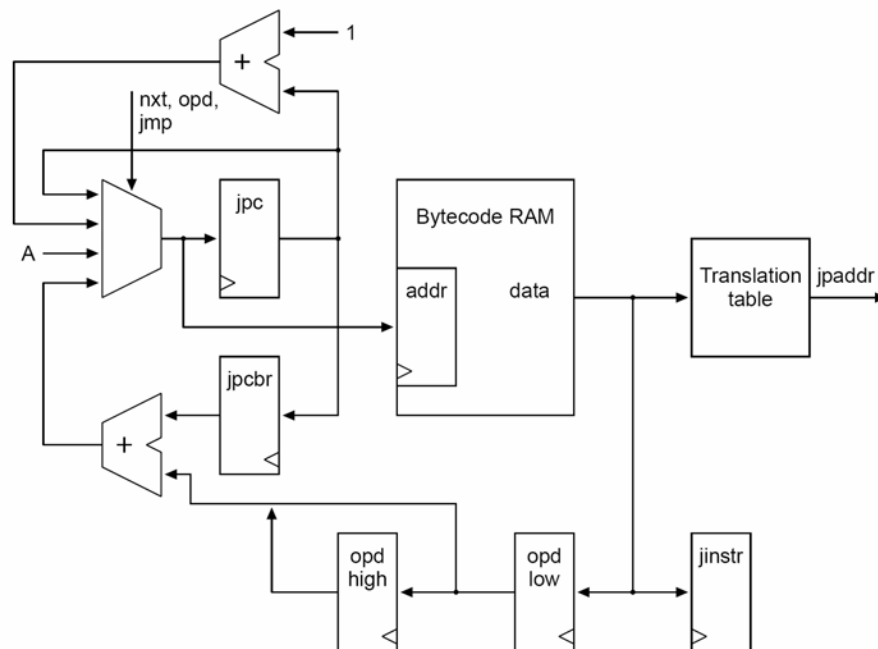 1
+
nxt, opd,
jmp
jpc
Bytecode RAM
A
addr
data
Translation
table
jpaddr
jpcbr
+
opd
high
opd
low
jinstr